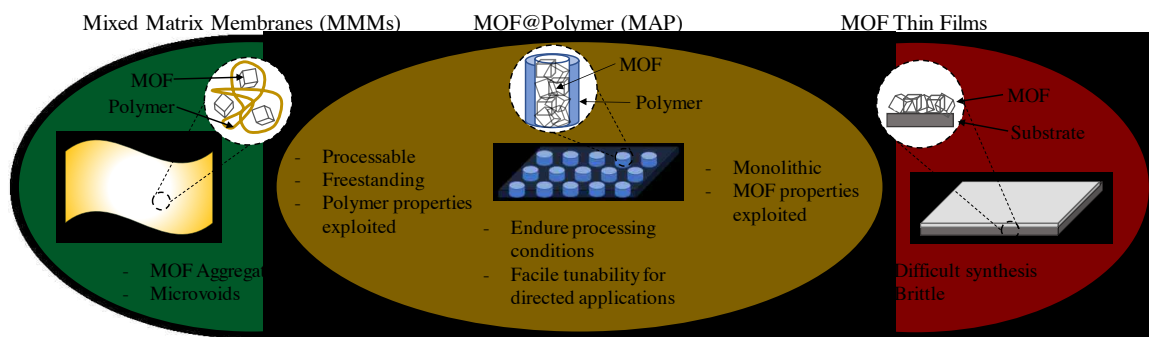 Mixed Matrix Membranes (MMMs)
MOF@Polymer (MAP)
MOF Thin Films
MOF
Polymer
- MOF Aggregat
- Microvoids
- Processable
- Freestanding
- Polymer properties
exploited
MOF
Polymer
- Endure processing
conditions
- Facile tunability for
directed applications
- Monolithic
- MOF properties
exploited
MOF
Substrate
Difficult synthesis
Brittle